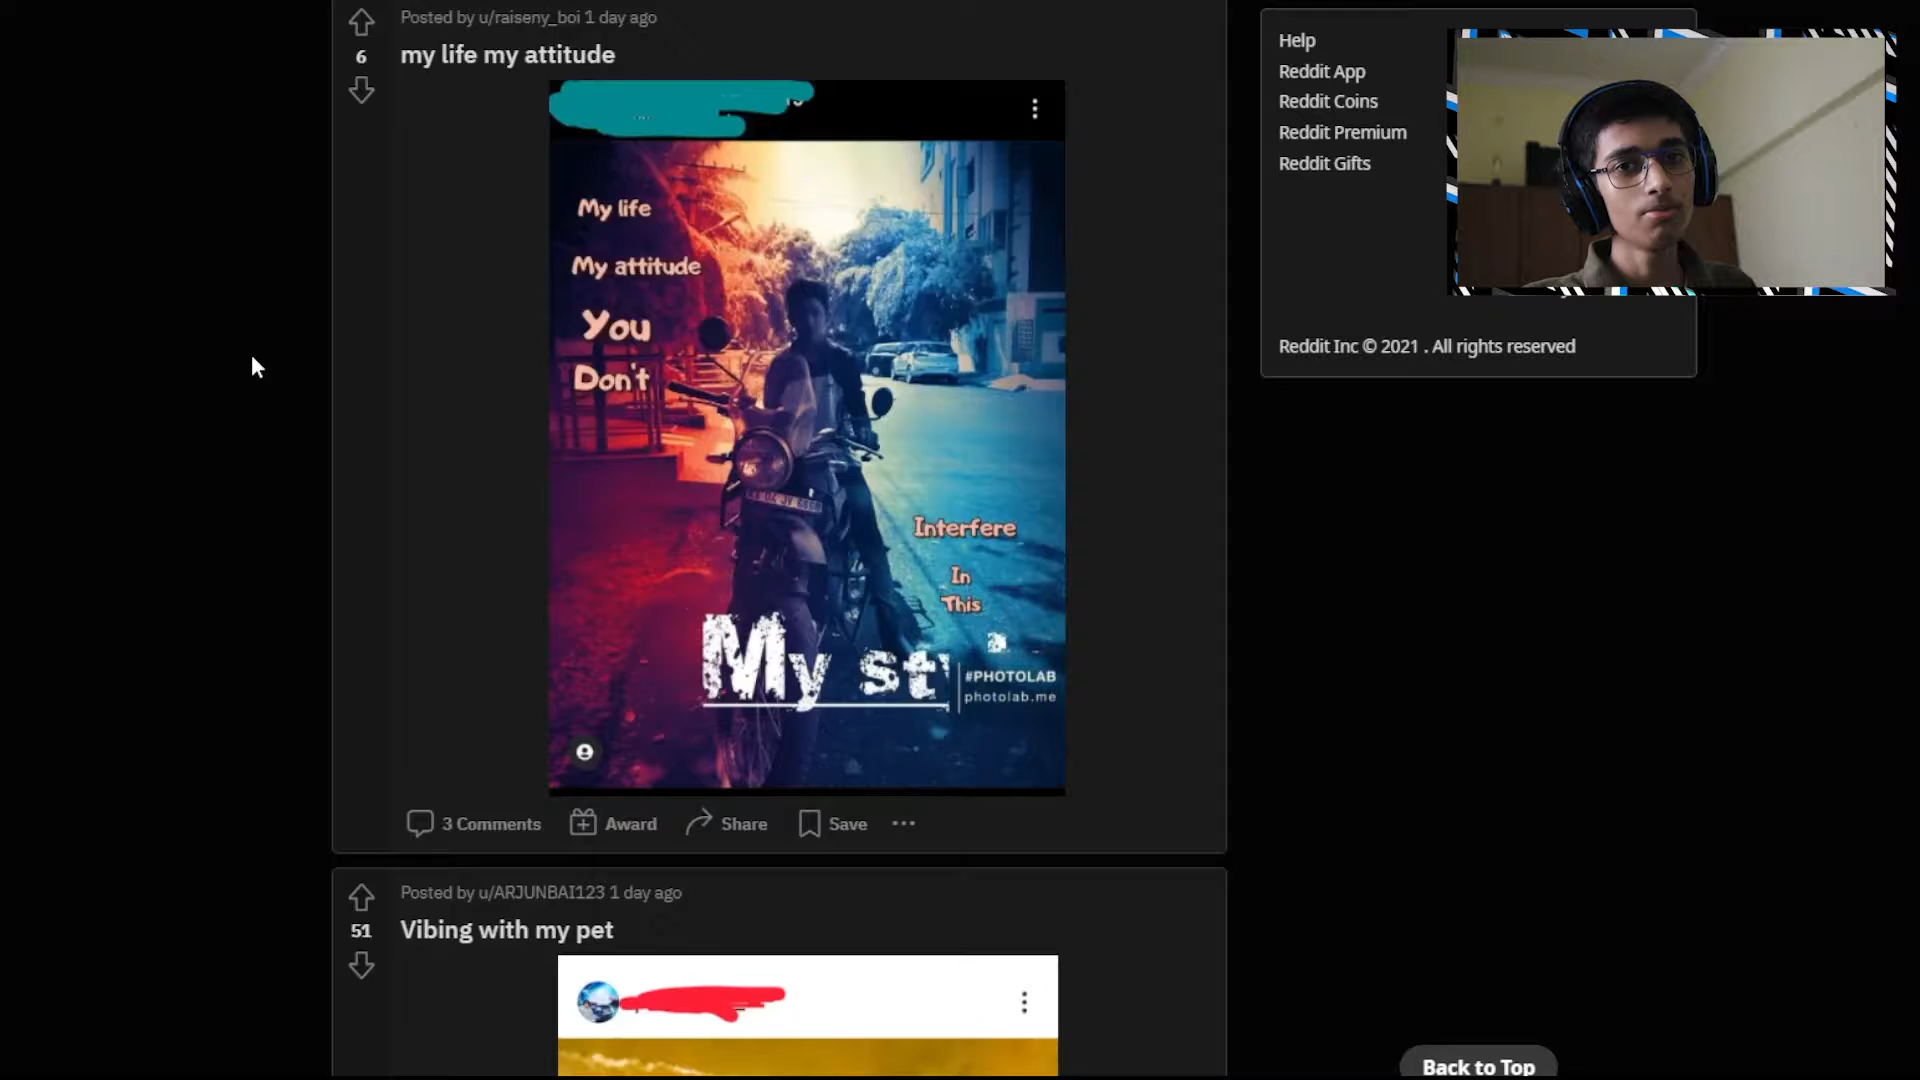 Posted by u/raiseny_boi 1 day ago
6
my life my attitude
My life
My attitude
You
Don't
Interfere
In
This
My sty
#PHOTOLAB
photolab.me
3 Comments
Award
Share
Save
Posted by u/ARJUNBAI123 1 day ago
51
Vibing with my pet
Help
Reddit App
Reddit Coins
Reddit Premium
Reddit Gifts
Reddit Inc © 2021 . All rights reserved
Back to Top